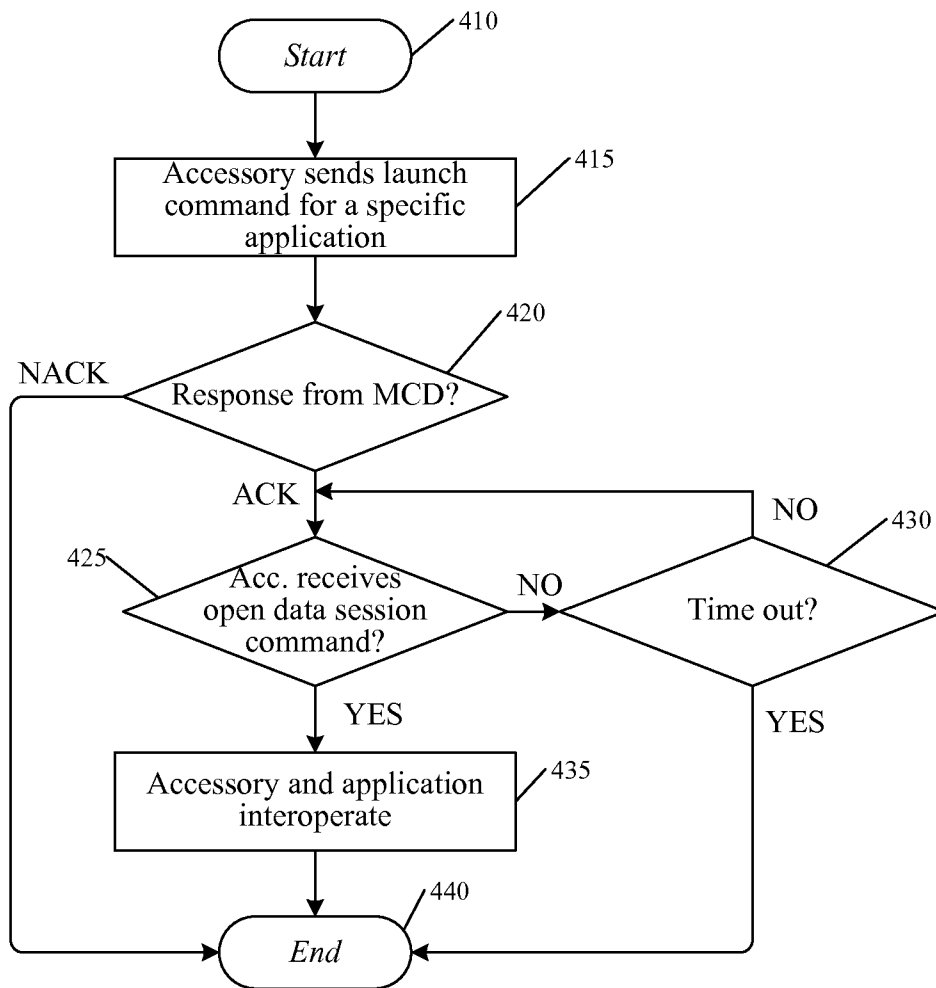 Start
410
Accessory sends launch
command for a specific
application
415
420
NACK
Response from MCD?
ACK
NO
430
425
Acc. receives
open data session
command?
NO
Time out?
YES
YES
Accessory and application
interoperate
435
440
End